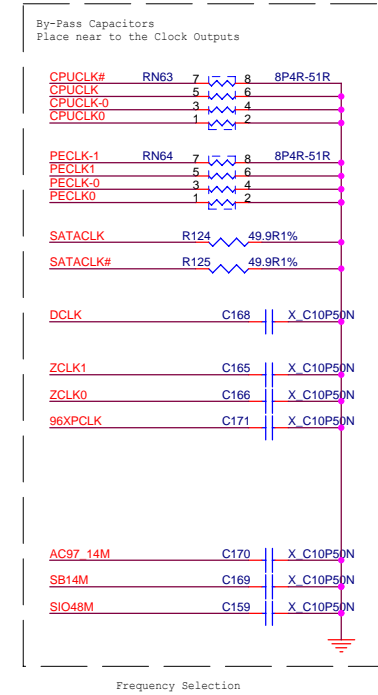 By-Pass Capacitors
Place near to the Clock Outputs
CPUCLK# RN63 7 8 8P4R-51R
CPUCLK 5 6
CPUCLK-0 3 4
CPUCLK0 1 2
PECLK-1 RN64 7 8 8P4R-51R
PECLK1 5 6
PECLK-0 3 4
PECLK0 1 2
SATACLK R124 49.9R1%
SATACLK# R125 49.9R1%
DCLK C168 X_C10P50N
ZCLK1 C165 X_C10P50N
ZCLK0 C166 X_C10P50N
96XPCLK C171 X_C10P50N
AC97_14M C170 X_C10P50N
SB14M C169 X_C10P50N
SIO48M C159 X_C10P50N
Frequency Selection